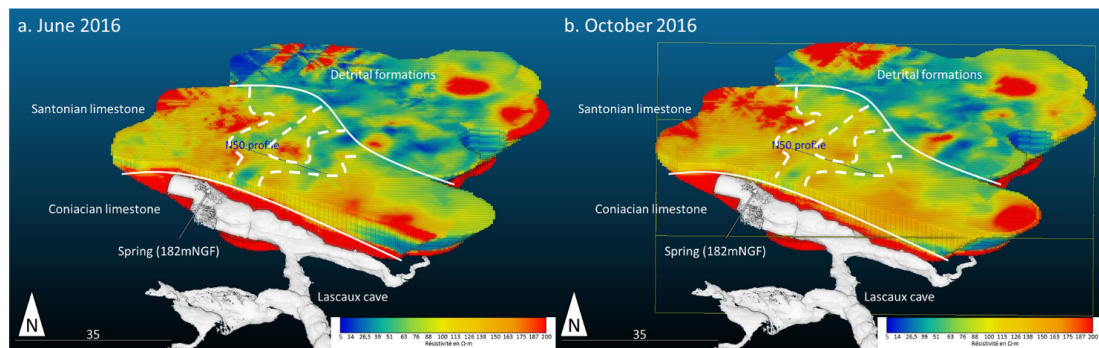 a. June 2016
Detrital formations
Santonian limestone
N50 profile
Coniacian limestone
Spring (182mNGF)
Lascaux cave
N
35
5 14 26,5 39 51 63 76 88 100 113 125 138 150 163 175 187 200
Résistivité en Ω·m
b. October 2016
Detrital formations
Santonian limestone
N50 profile
Coniacian limestone
Spring (182mNGF)
Lascaux cave
N
35
5 14 26,5 39 51 63 76 88 100 113 125 138 150 163 175 187 200
Résistivité en Ω·m